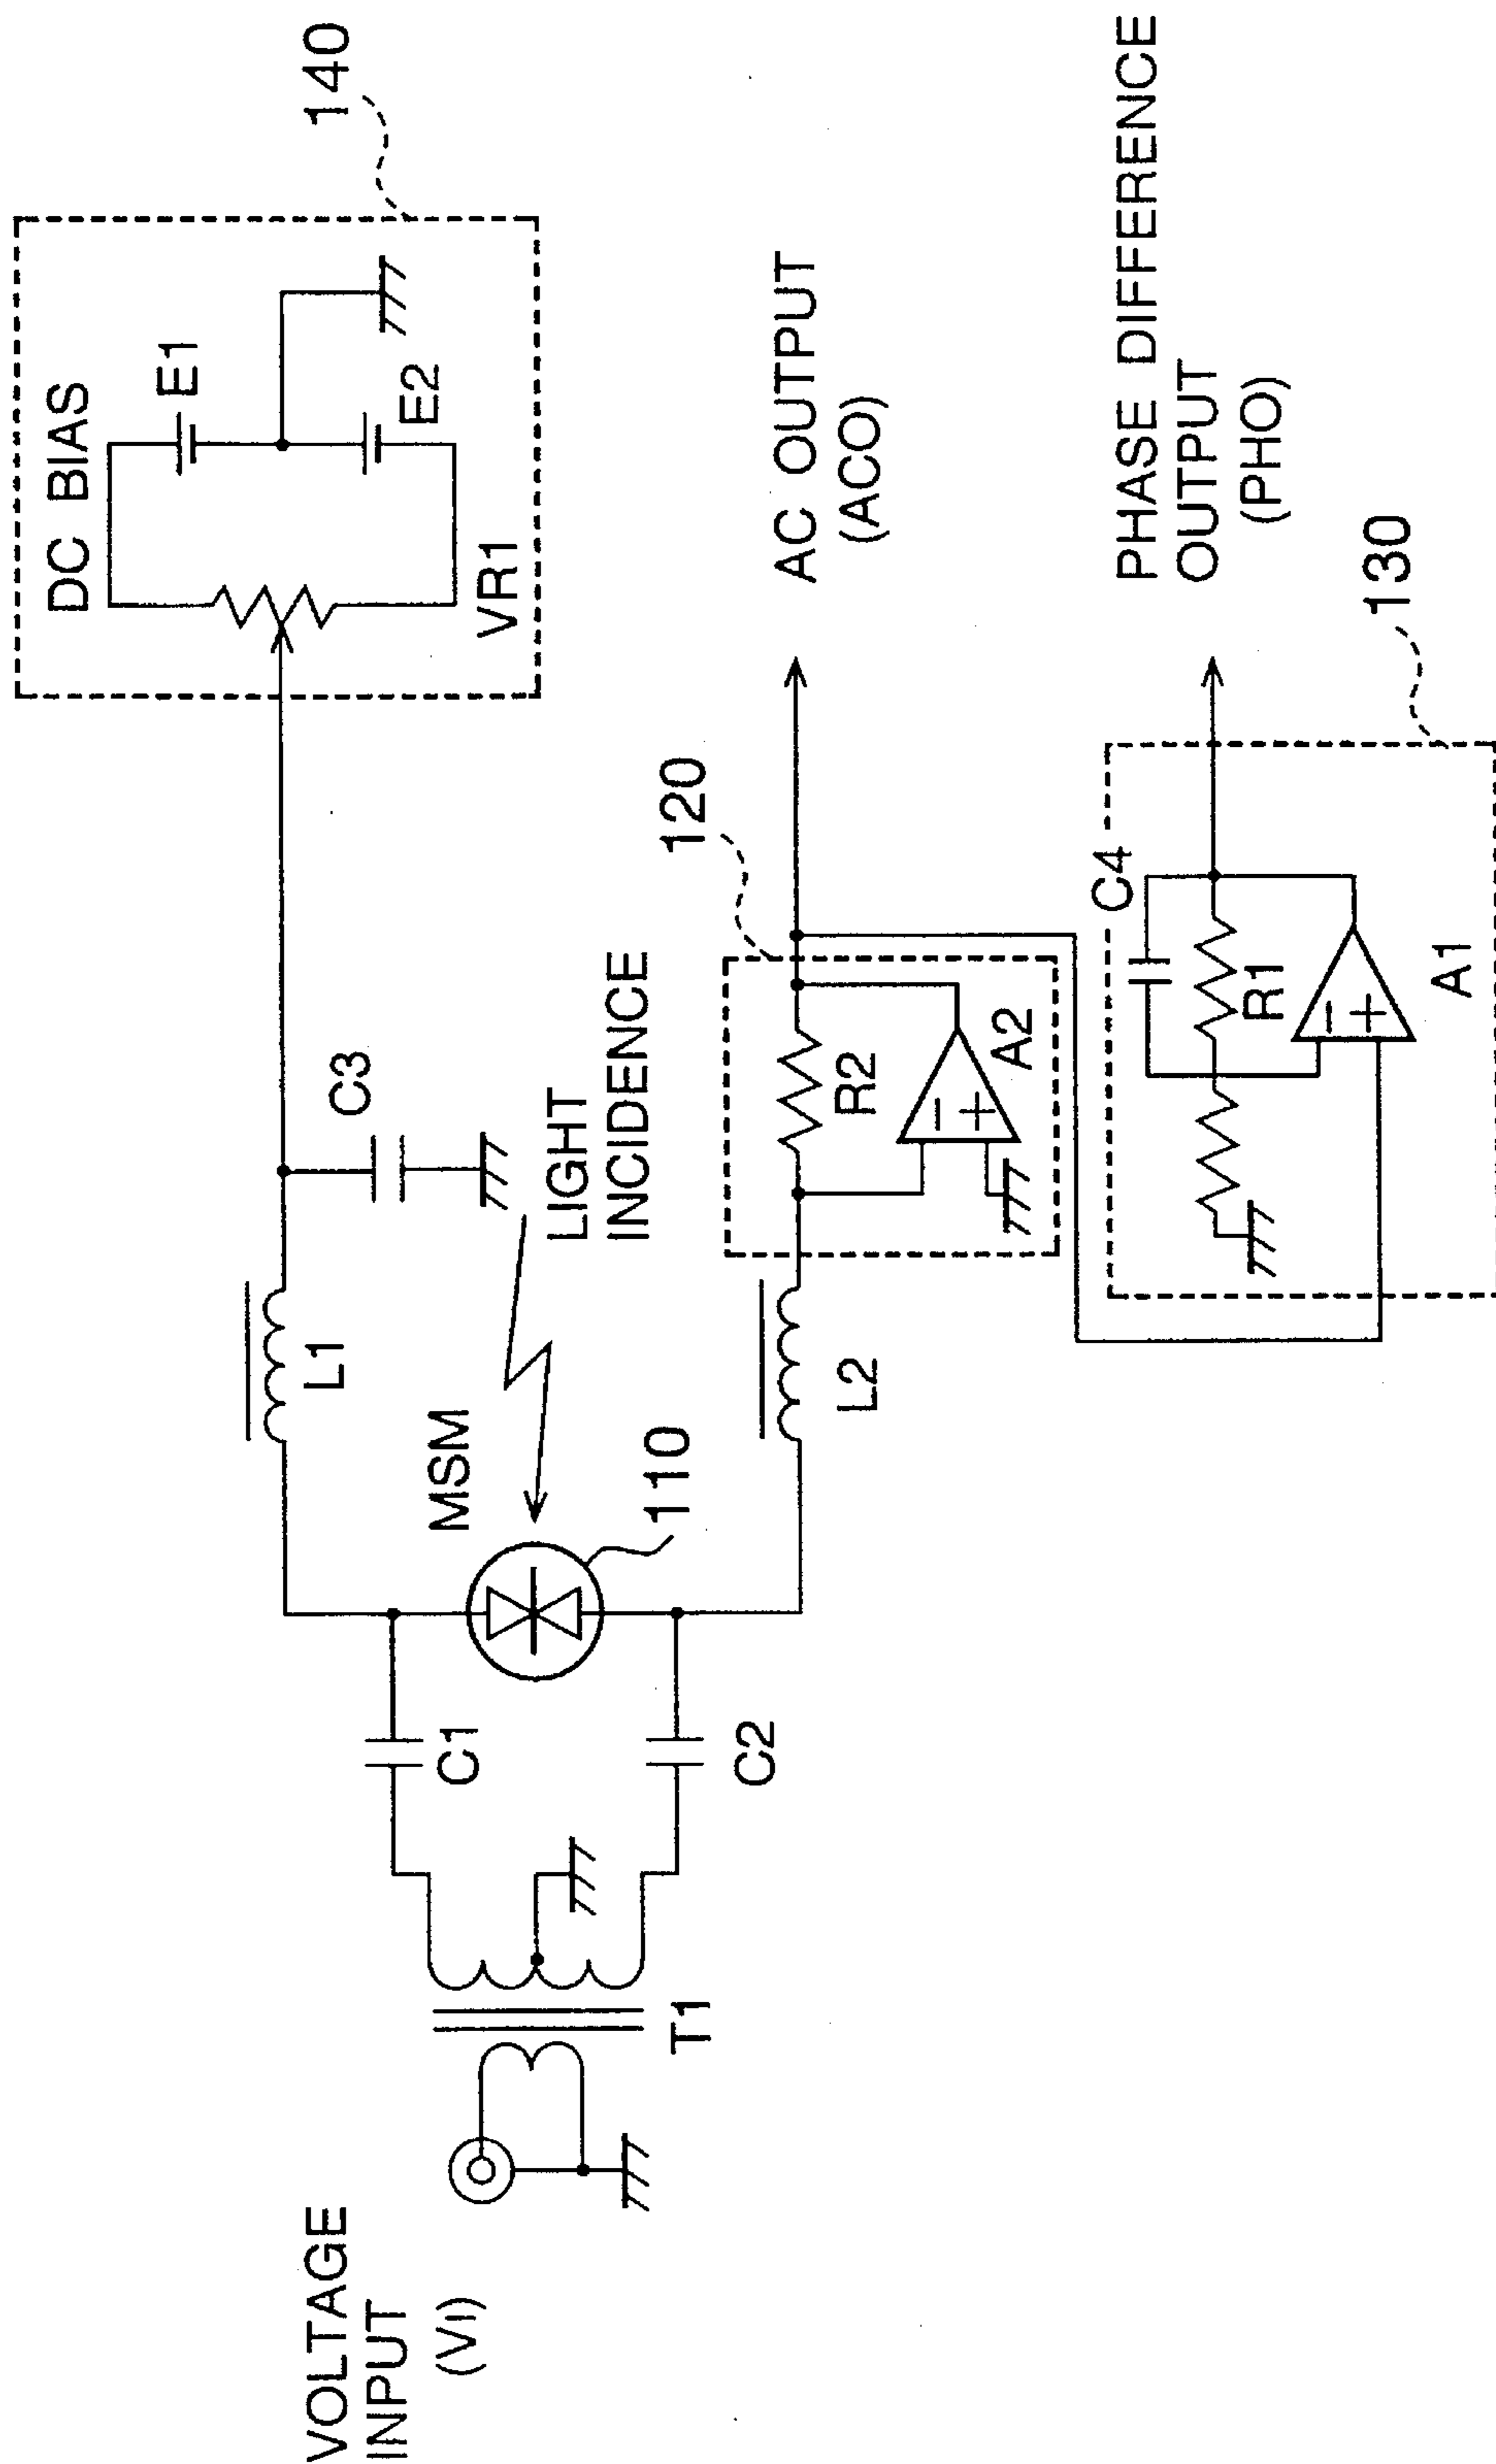 VOLTAGE
INPUT
(VI)
T1
C1
C2
MSM
110
L1
L2
LIGHT
INCIDENCE
C3
120
R2
A2
−
+
DC BIAS
E1
E2
VR1
140
AC OUTPUT
(ACO)
C4
R1
−
+
A1
130
PHASE DIFFERENCE
OUTPUT
(PHO)